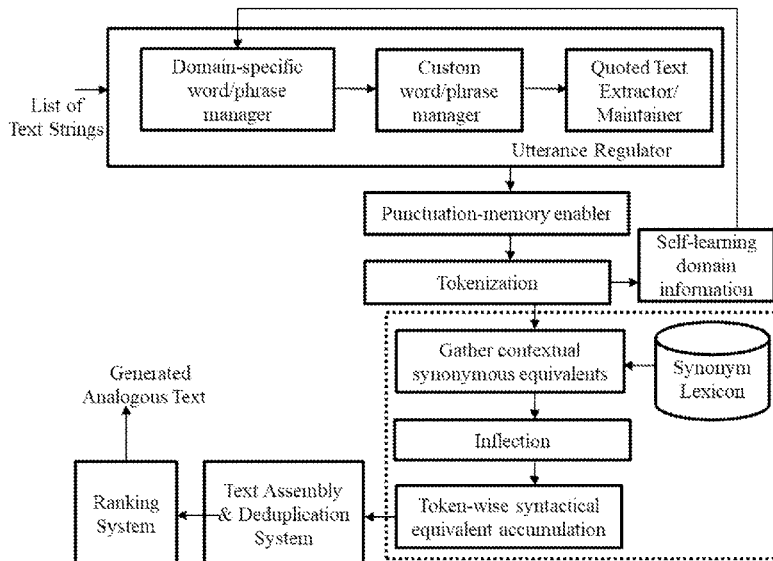 Domain-specific
word/phrase
manager
Custom
word/phrase
manager
Quoted Text
Extractor/
Maintainer
List of
Text Strings
Utterance Regulator
Punctuation-memory enabler
Self-learning
domain
information
Tokenization
Gather contextual
synonymous equivalents
Synonym
Lexicon
Generated
Analogous Text
Inflection
Ranking
System
Text Assembly
& Deduplication
System
Token-wise syntactical
equivalent accumulation